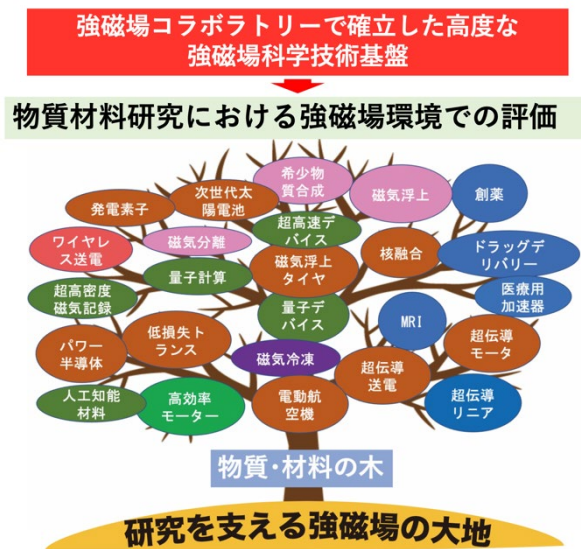 強磁場コラボラトリーで確立した高度な
強磁場科学技術基盤
物質材料研究における強磁場環境での評価
希少物
質合成
磁気浮上
創薬
次世代太
陽電池
発電素子
超高速デ
バイス
ワイヤレ
ス送電
磁気分離
核融合
ドラッグデ
リバリー
磁気浮上
タイヤ
量子計算
超高密度
磁気記録
医療用
加速器
量子デ
バイス
MRI
低損失ト
ランス
超伝導
モータ
パワー
半導体
磁気冷凍
超伝導
送電
人工知能
材料
高効率
モーター
電動航
空機
超伝導
リニア
物質・材料の木
研究を支える強磁場の大地